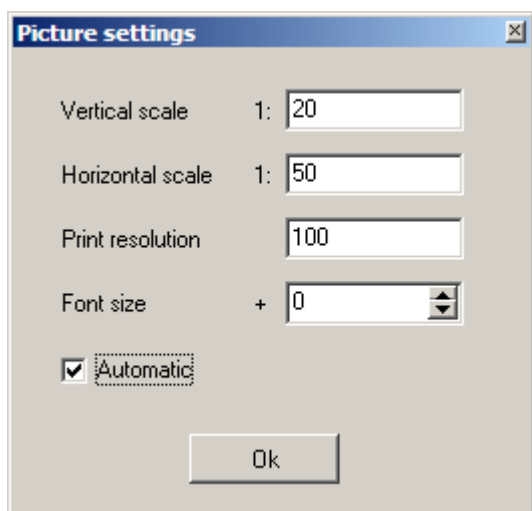 Picture settings
Vertical scale 1: 20
Horizontal scale 1: 50
Print resolution 100
Font size + 0
Automatic
Ok